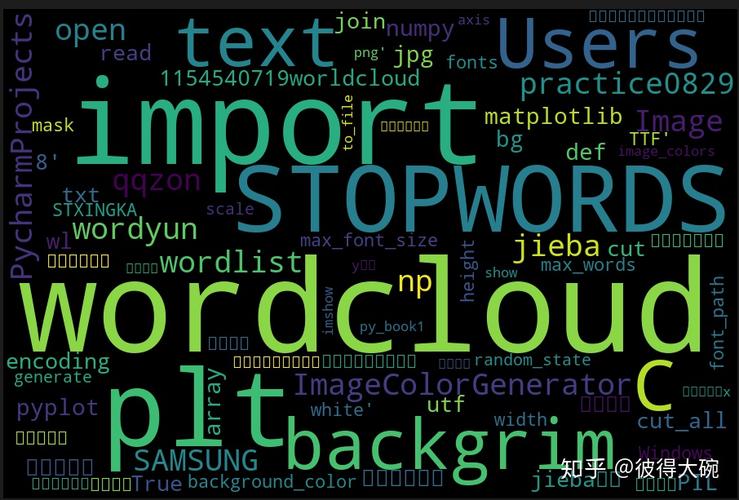 PycharmProjects
open
read
text
join
numpy
axis
png'
jpg
fonts
Users
1154540719worldcloud
practice0829
mask
import
to_file
matplotlib
Image
bg
TTF'
8'
def
image_colors
qqzon
txt
STXINGKA
STOPWORDS
scale
wordyun
wl
max_font_size
jieba
cut
wordlist
y
np
height
max_words
show
wordcloud
imshow
py_book1
font_path
encoding
generate
random_state
plt
array
ImageColorGenerator
C
x
pyplot
white'
utf
width
cut_all
backgrim
SAMSUNG
Windows
True
background_color
jieba
PIL
知乎 @彼得大碗